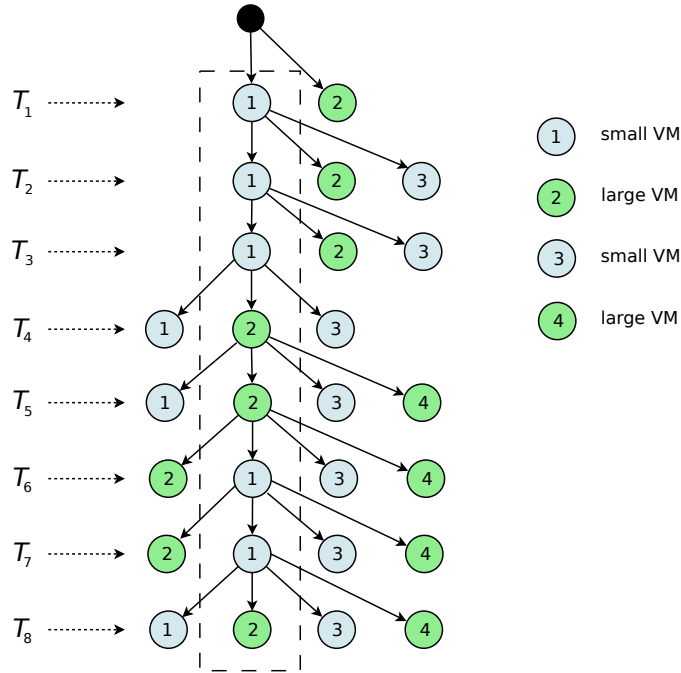 T1 1 2
T2 1 2 3
T3 1 2 3
T4 1 2 3
T5 1 2 3 4
T6 2 1 3 4
T7 2 1 3 4
T8 1 2 3 4
1 small VM
2 large VM
3 small VM
4 large VM